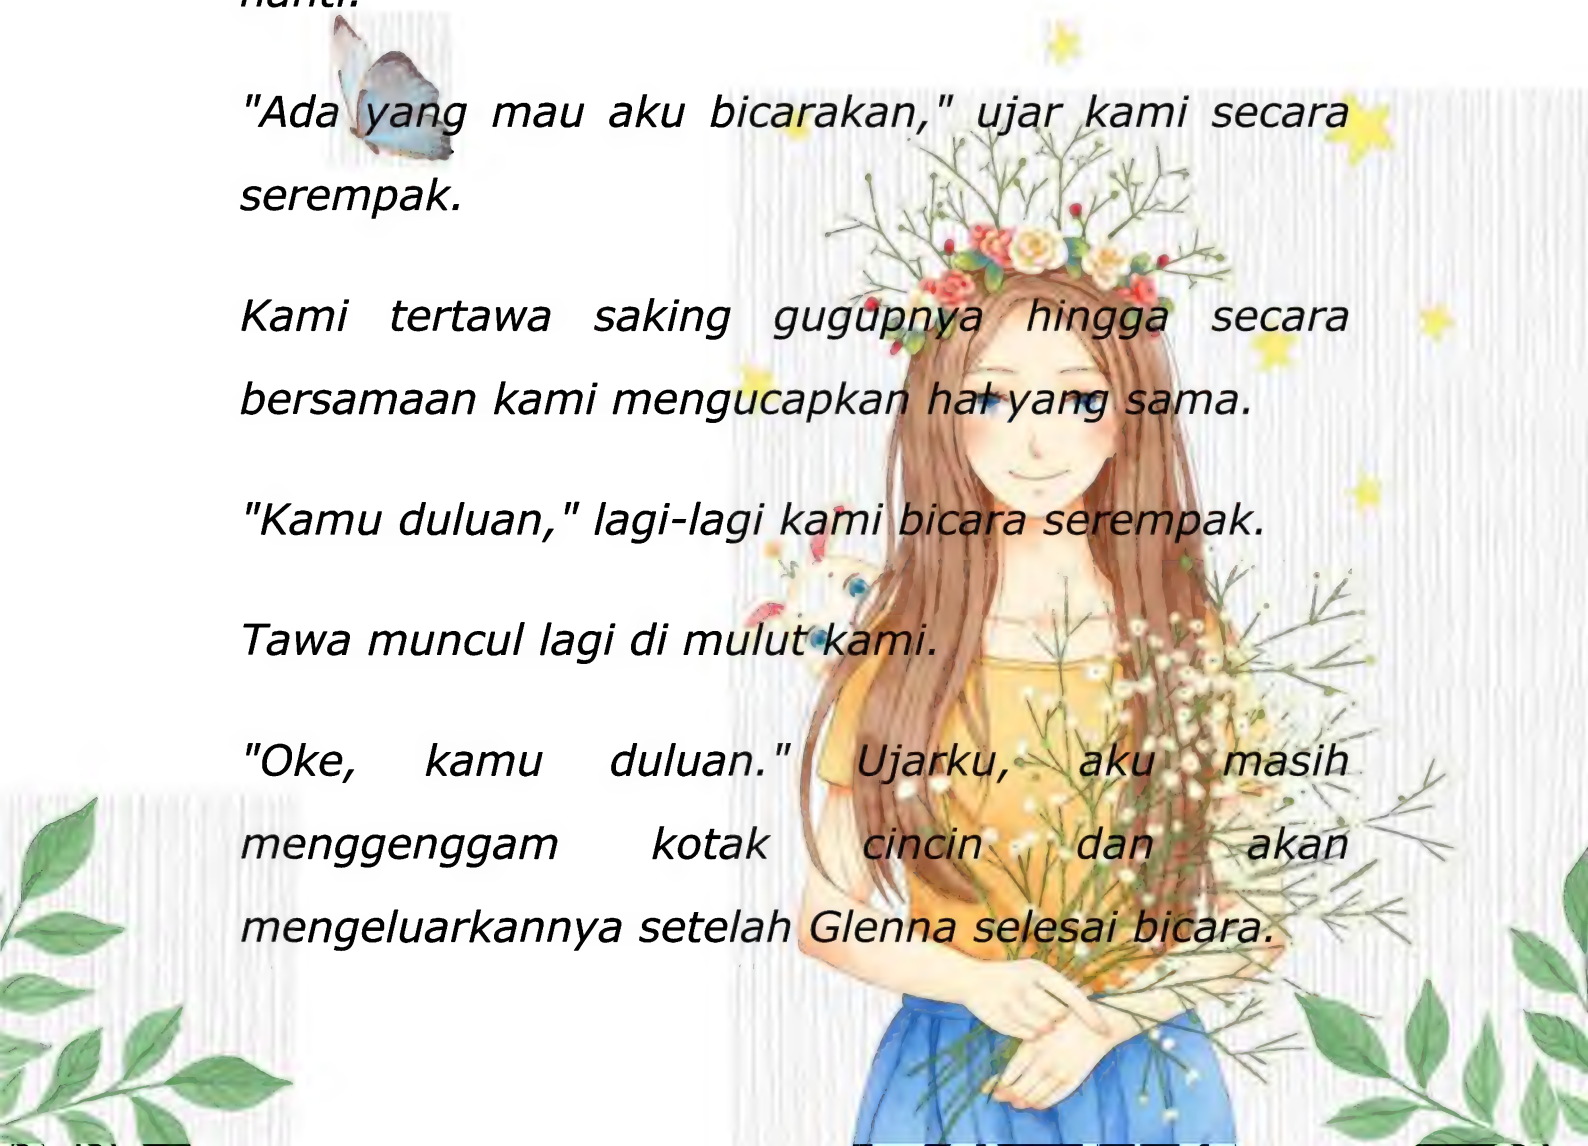 nanti.
"Ada yang mau aku bicarakan," ujar kami secara
serempak.
Kami tertawa saking gugupnya hingga secara
bersamaan kami mengucapkan hal yang sama.
"Kamu duluan," lagi-lagi kami bicara serempak.
Tawa muncul lagi di mulut kami.
"Oke, kamu duluan." Ujarku, aku masih
menggenggam kotak cincin dan akan
mengeluarkannya setelah Glenna selesai bicara.